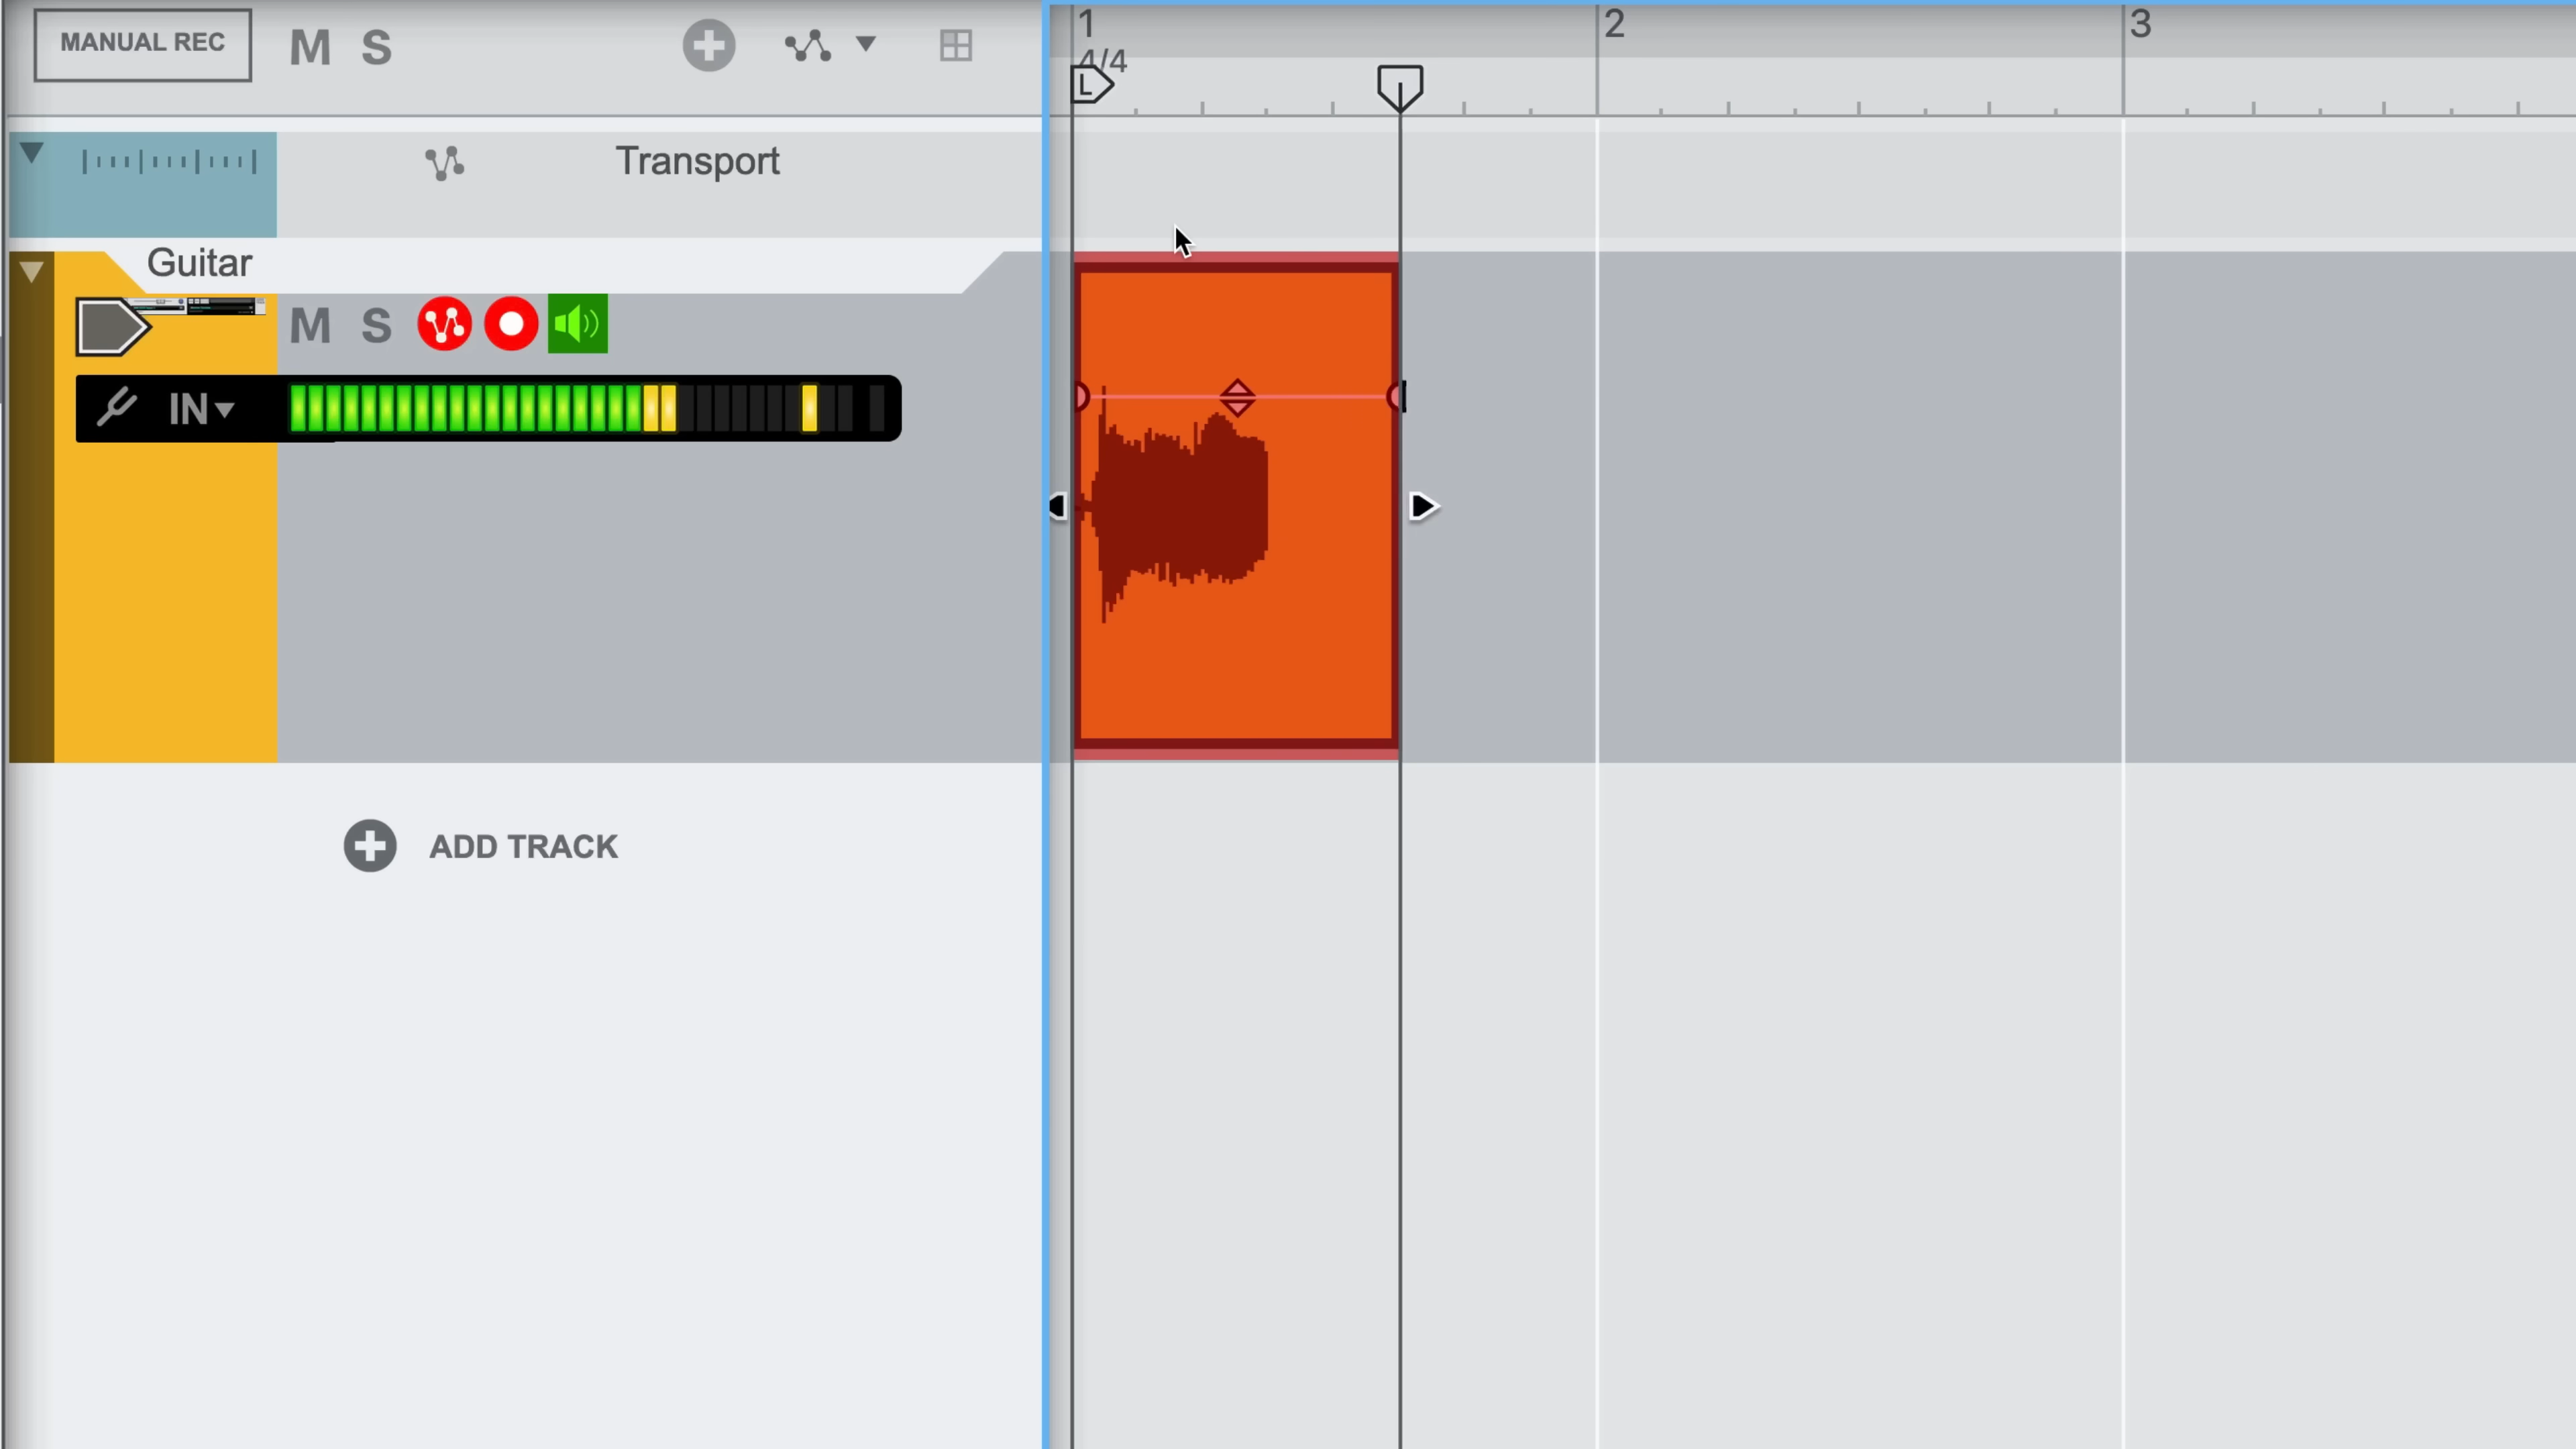 MANUAL REC M S
1 2 3
4/4
L
Transport
Guitar
M S
IN
ADD TRACK